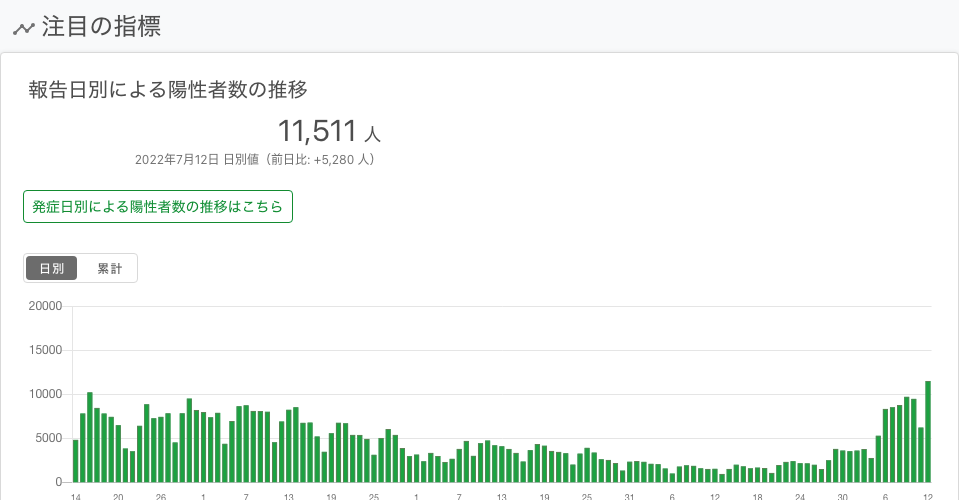 注目の指標
報告日別による陽性者数の推移
11,511 人
2022年7月12日 日別値（前日比: +5,280 人）
発症日別による陽性者数の推移はこちら
日別 累計
20000
15000
10000
5000
0
14 20 26 1 7 13 19 25 1 7 13 19 25 31 6 12 18 24 30 6 12